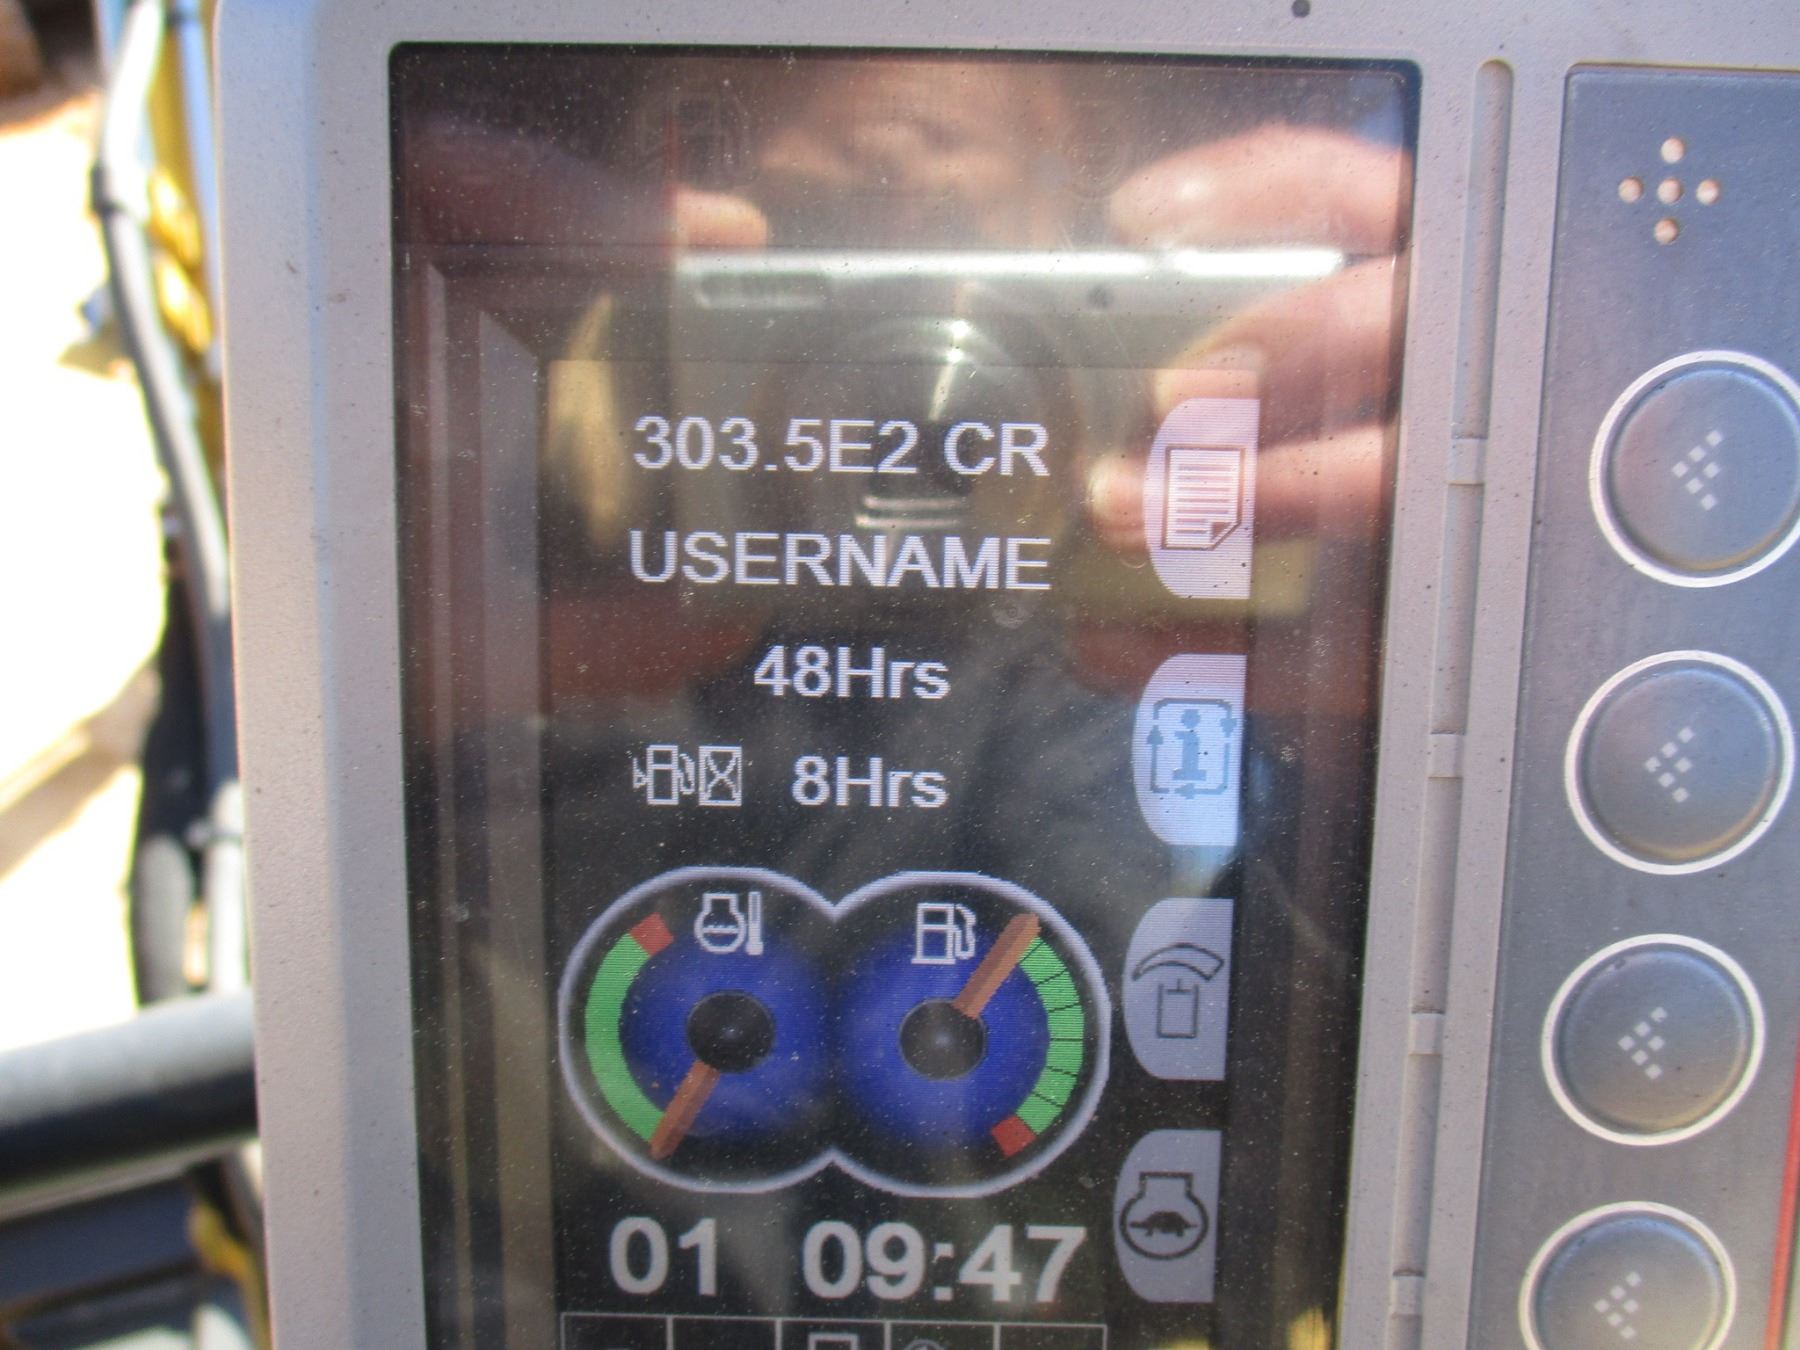 303.5E2 CR
USERNAME
48Hrs
8Hrs
01 09:47